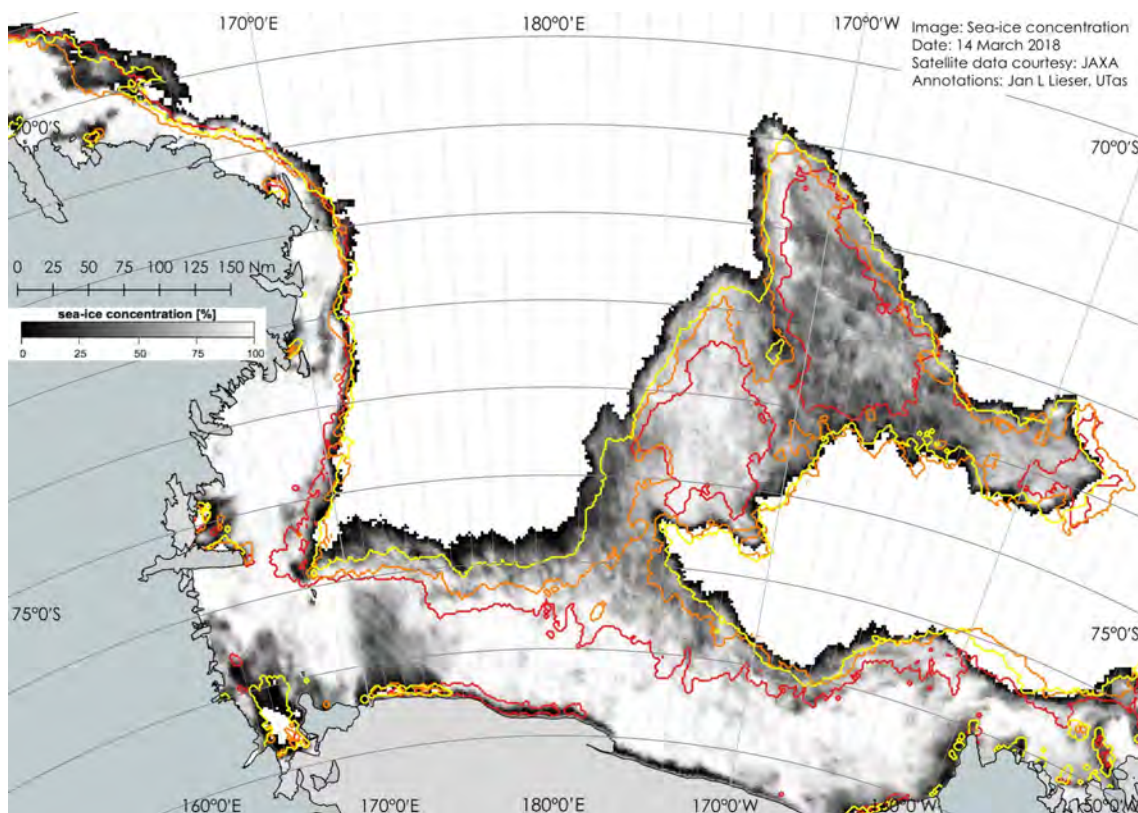 170°0'E
180°0'E
170°0'W
Image: Sea-ice concentration
Date: 14 March 2018
Satellite data courtesy: JAXA
Annotations: Jan L Lieser, UTas
70°0'S
0 25 50 75 100 125 150 Nm
sea-ice concentration [%]
0 25 50 75 100
75°0'S
75°0'S
160°0'E
170°0'E
180°0'E
170°0'W
150°0'W